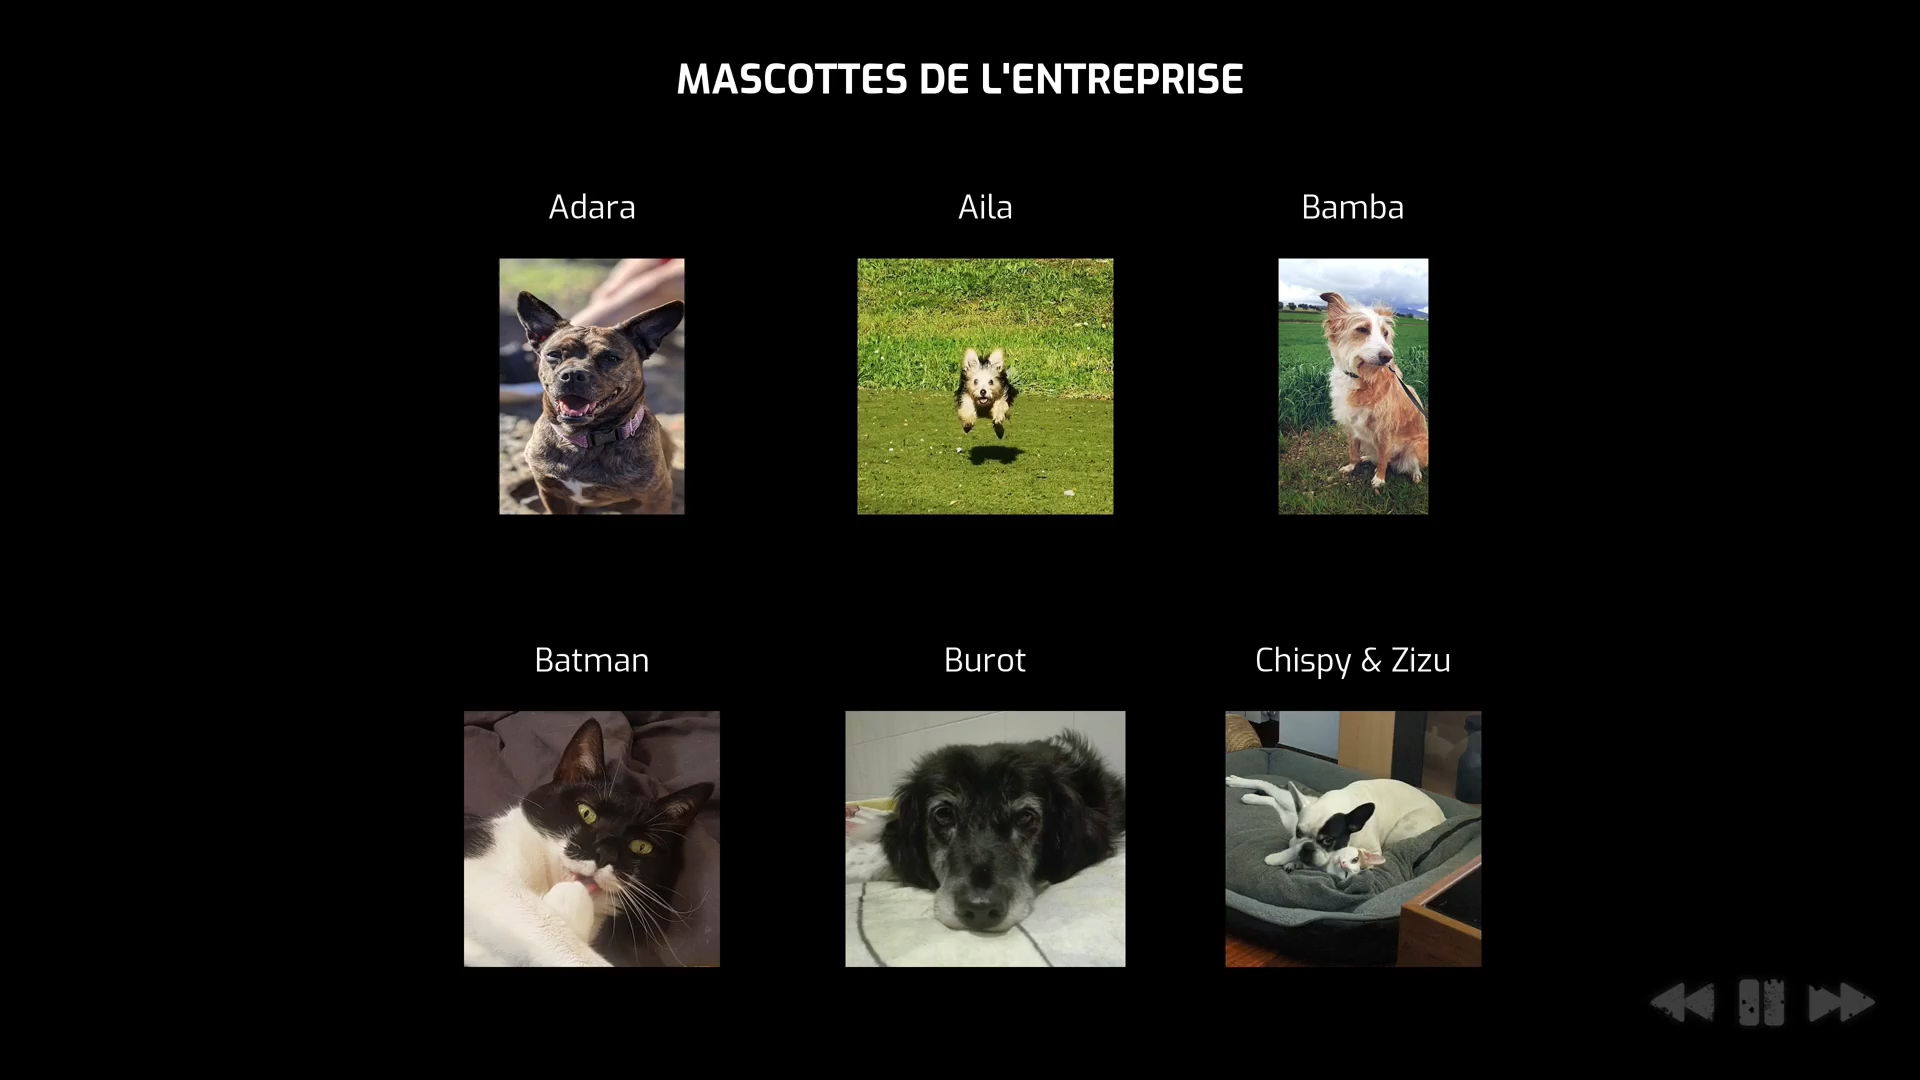 MASCOTTES DE L'ENTREPRISE
Adara
Aila
Bamba
Batman
Burot
Chispy & Zizu